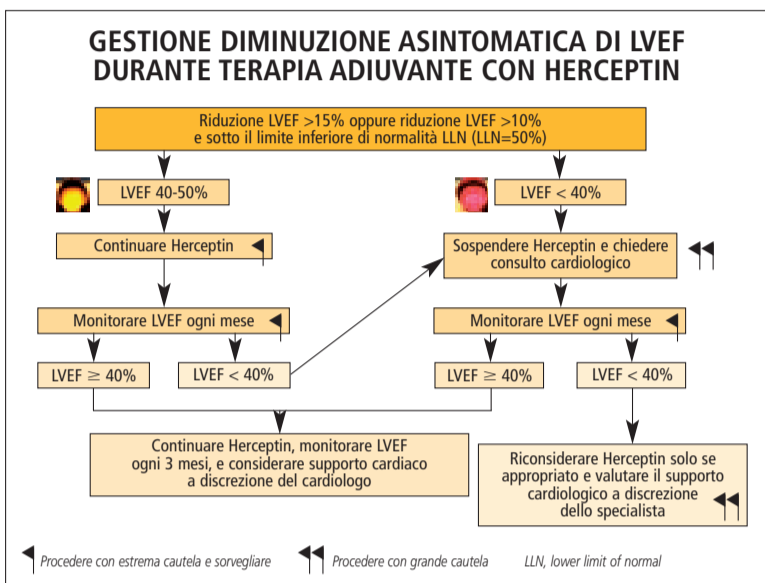 GESTIONE DIMINUZIONE ASINTOMATICA DI LVEF
DURANTE TERAPIA ADIUVANTE CON HERCEPTIN
Riduzione LVEF >15% oppure riduzione LVEF >10%
e sotto il limite inferiore di normalità LLN (LLN=50%)
LVEF 40-50%
LVEF < 40%
Continuare Herceptin
Sospendere Herceptin e chiedere
consulto cardiologico
Monitorare LVEF ogni mese
Monitorare LVEF ogni mese
LVEF ≥ 40%
LVEF < 40%
LVEF ≥ 40%
LVEF < 40%
Continuare Herceptin, monitorare LVEF
ogni 3 mesi, e considerare supporto cardiaco
a discrezione del cardiologo
Riconsiderare Herceptin solo se
appropriato e valutare il supporto
cardiologico a discrezione
dello specialista
Procedere con estrema cautela e sorvegliare
Procedere con grande cautela
LLN, lower limit of normal